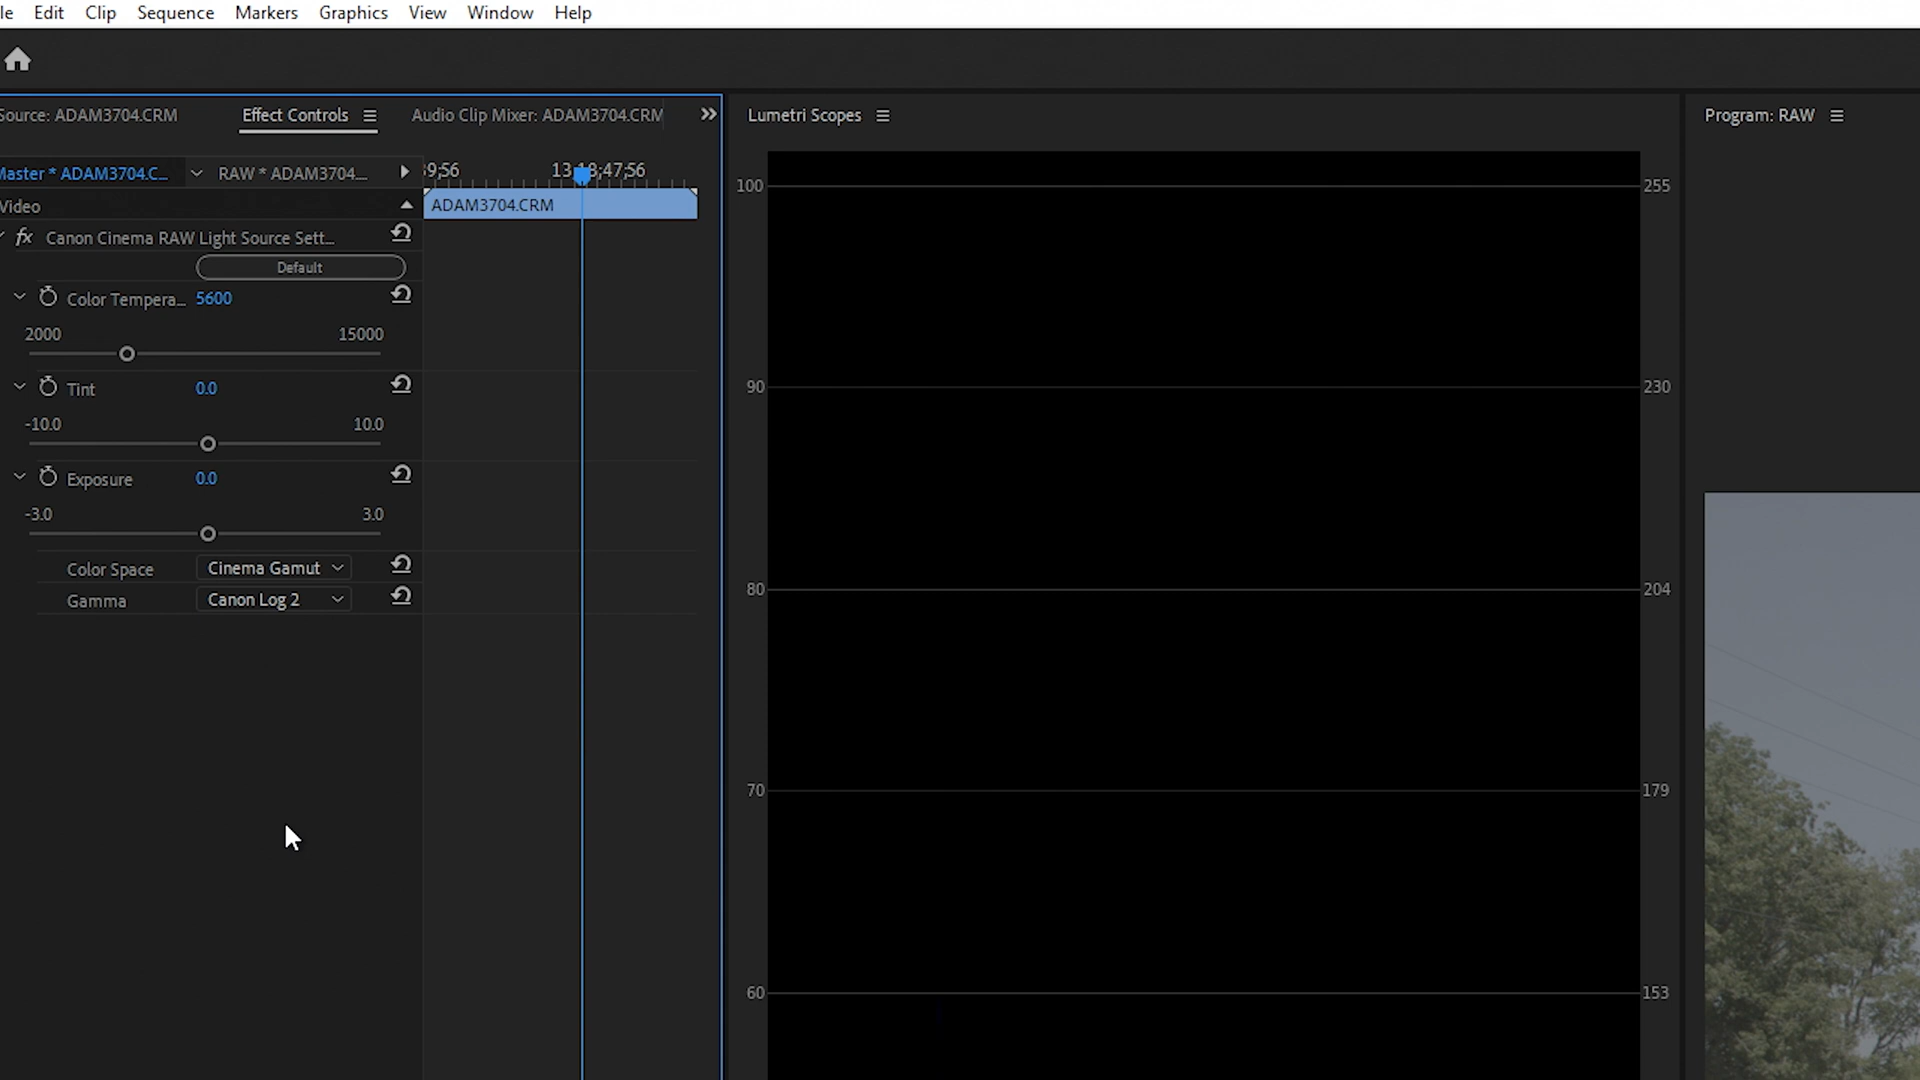 le Edit Clip Sequence Markers Graphics View Window Help
Source: ADAM3704.CRM Effect Controls Audio Clip Mixer: ADAM3704.CRM Lumetri Scopes Program: RAW
Master * ADAM3704.C... RAW * ADAM3704... 39;56 13;18;47;56
Video ADAM3704.CRM
fx Canon Cinema RAW Light Source Sett...
Default
Color Tempera... 5600
2000 15000
Tint 0.0
-10.0 10.0
Exposure 0.0
-3.0 3.0
Color Space Cinema Gamut
Gamma Canon Log 2
100 255
90 230
80 204
70 179
60 153